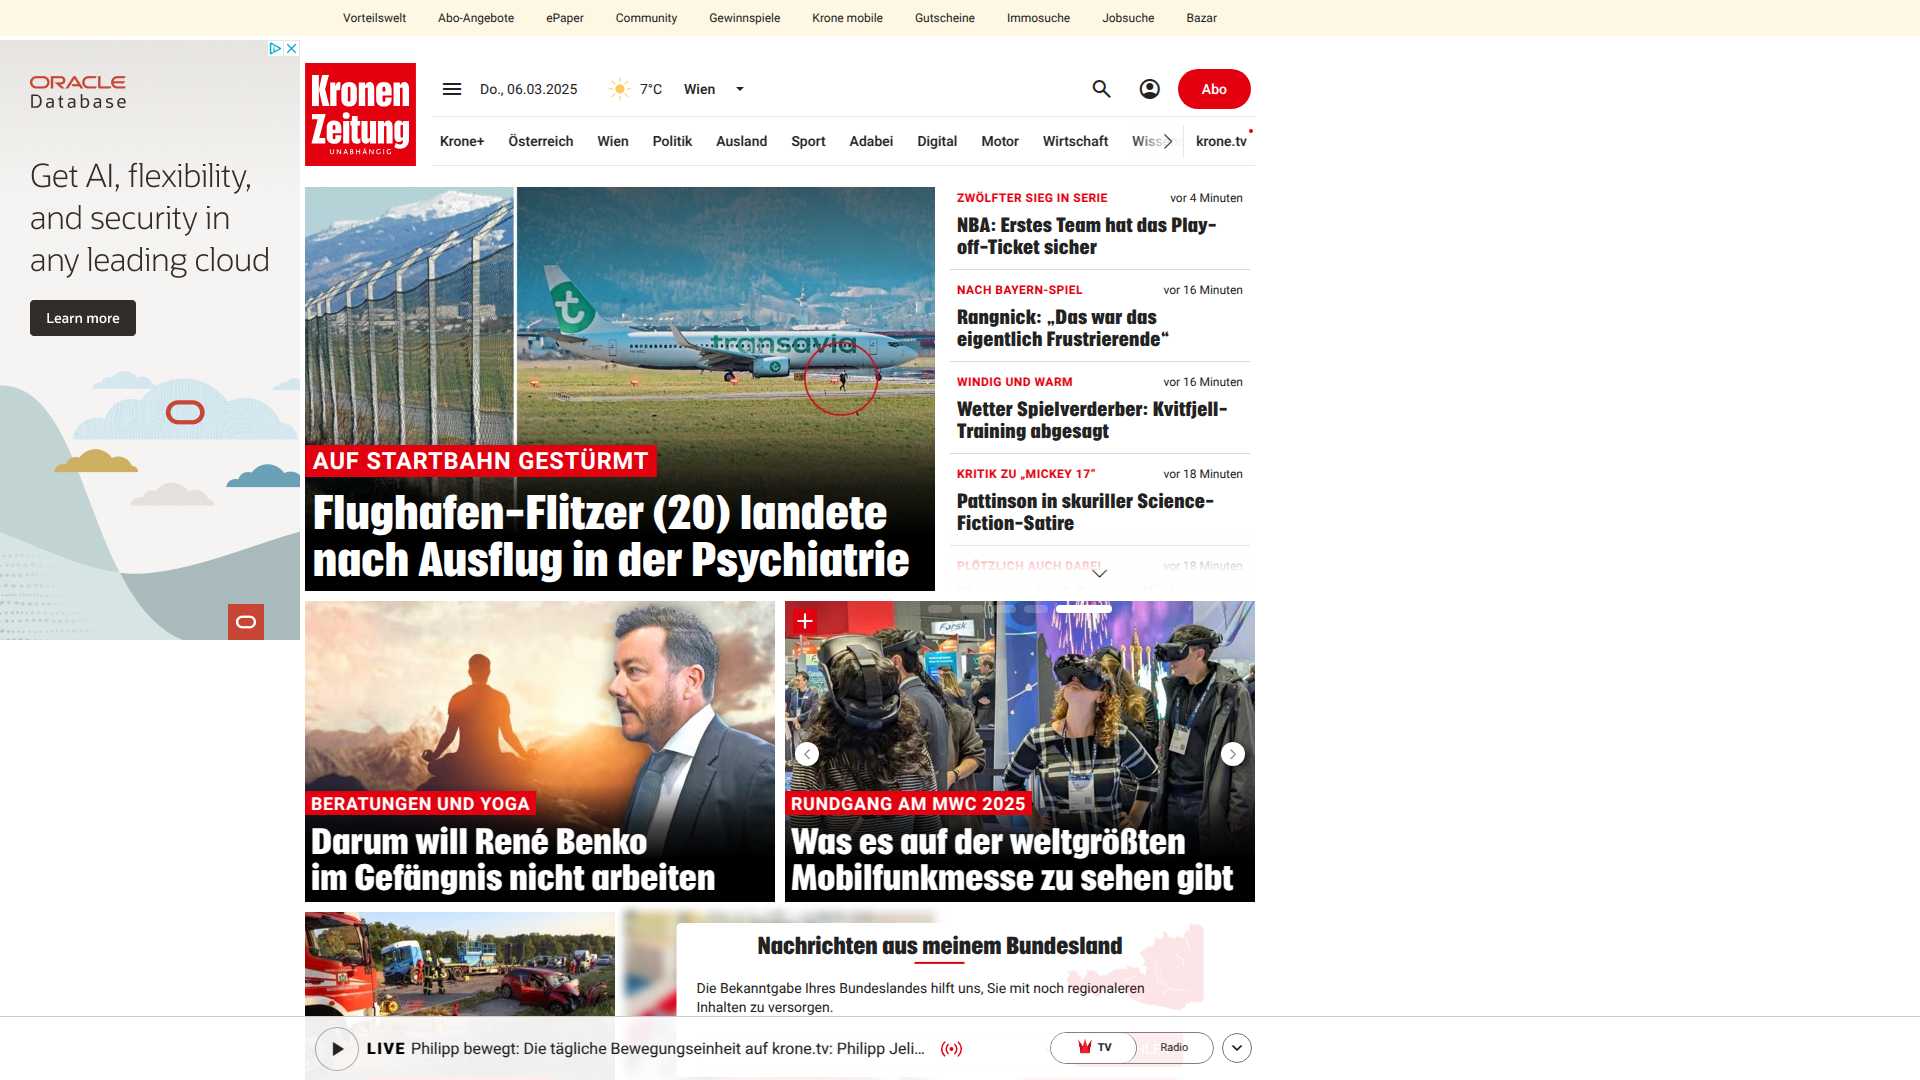 Vorteilswelt Abo-Angebote ePaper Community Gewinnspiele Krone mobile Gutscheine Immosuche Jobsuche Bazar
ORACLE
Database
Get AI, flexibility,
and security in
any leading cloud
Learn more
Kronen
Zeitung
UNABHÄNGIG
Do., 06.03.2025 7°C Wien Abo
Krone+ Österreich Wien Politik Ausland Sport Adabei Digital Motor Wirtschaft krone.tv
transavia
AUF STARTBAHN GESTÜRMT
Flughafen-Flitzer (20) landete
nach Ausflug in der Psychiatrie
ZWÖLFTER SIEG IN SERIE vor 4 Minuten
NBA: Erstes Team hat das Play-
off-Ticket sicher
NACH BAYERN-SPIEL vor 16 Minuten
Rangnick: „Das war das
eigentlich Frustrierende“
WINDIG UND WARM vor 16 Minuten
Wetter Spielverderber: Kvitfjell-
Training abgesagt
KRITIK ZU „MICKEY 17“ vor 18 Minuten
Pattinson in skuriller Science-
Fiction-Satire
PLÖTZLICH AUCH DABEI vor 18 Minuten
BERATUNGEN UND YOGA
Darum will René Benko
im Gefängnis nicht arbeiten
RUNDGANG AM MWC 2025
Was es auf der weltgrößten
Mobilfunkmesse zu sehen gibt
Nachrichten aus meinem Bundesland
Die Bekanntgabe Ihres Bundeslandes hilft uns, Sie mit noch regionaleren
Inhalten zu versorgen.
LIVE Philipp bewegt: Die tägliche Bewegungseinheit auf krone.tv: Philipp Jeli... TV Radio